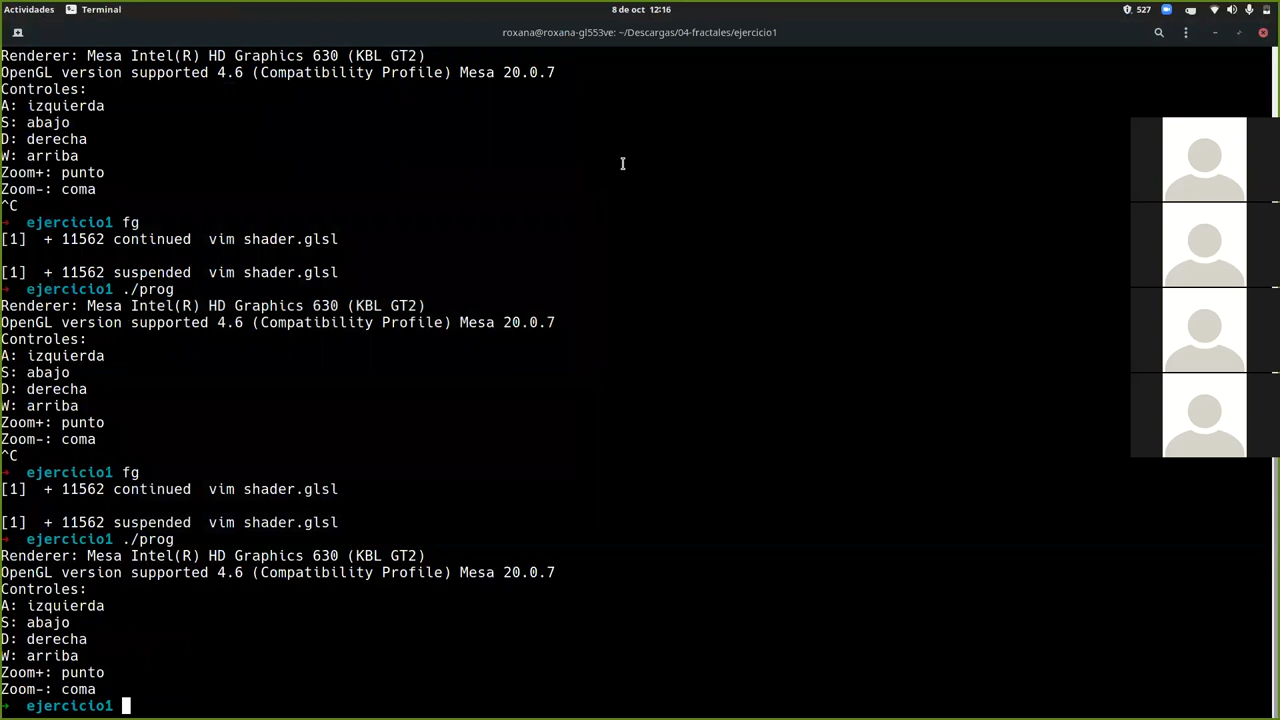 Actividades Terminal 8 de oct 12:16 527
roxana@roxana-gl553ve: ~/Descargas/04-fractales/ejercicio1
Renderer: Mesa Intel(R) HD Graphics 630 (KBL GT2)
OpenGL version supported 4.6 (Compatibility Profile) Mesa 20.0.7
Controles:
A: izquierda
S: abajo
D: derecha
W: arriba
Zoom+: punto
Zoom-: coma
^C
→ ejercicio1 fg
[1]  + 11562 continued  vim shader.glsl
[1]  + 11562 suspended  vim shader.glsl
→ ejercicio1 ./prog
Renderer: Mesa Intel(R) HD Graphics 630 (KBL GT2)
OpenGL version supported 4.6 (Compatibility Profile) Mesa 20.0.7
Controles:
A: izquierda
S: abajo
D: derecha
W: arriba
Zoom+: punto
Zoom-: coma
^C
→ ejercicio1 fg
[1]  + 11562 continued  vim shader.glsl
[1]  + 11562 suspended  vim shader.glsl
→ ejercicio1 ./prog
Renderer: Mesa Intel(R) HD Graphics 630 (KBL GT2)
OpenGL version supported 4.6 (Compatibility Profile) Mesa 20.0.7
Controles:
A: izquierda
S: abajo
D: derecha
W: arriba
Zoom+: punto
Zoom-: coma
→ ejercicio1